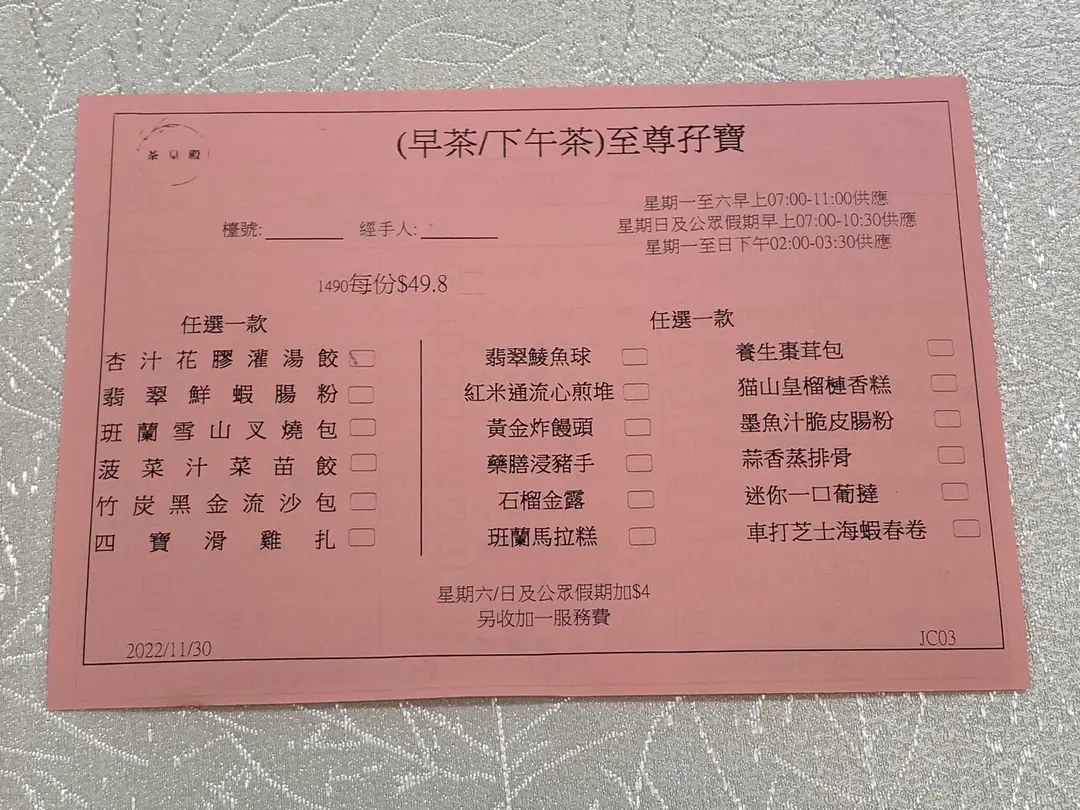 茶皇殿
(早茶/下午茶)至尊孖寶
星期一至六早上07:00-11:00供應
星期日及公眾假期早上07:00-10:30供應
星期一至日下午02:00-03:30供應
檯號: 經手人:
1490每份$49.8
任選一款
杏汁花膠灌湯餃
翡翠鮮蝦腸粉
班蘭雪山叉燒包
菠菜汁菜苗餃
竹炭黑金流沙包
四寶滑雞扎
任選一款
翡翠鯪魚球
紅米通流心煎堆
黃金炸饅頭
藥膳浸豬手
石榴金露
班蘭馬拉糕
養生棗茸包
猫山皇榴槤香糕
墨魚汁脆皮腸粉
蒜香蒸排骨
迷你一口葡撻
車打芝士海蝦春卷
星期六/日及公眾假期加$4
另收加一服務費
2022/11/30
JC03